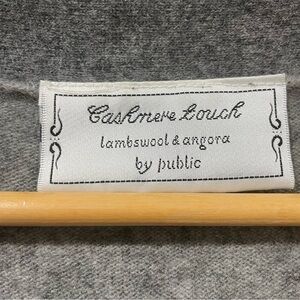 Cashmere touch
lambswool & angora
by public